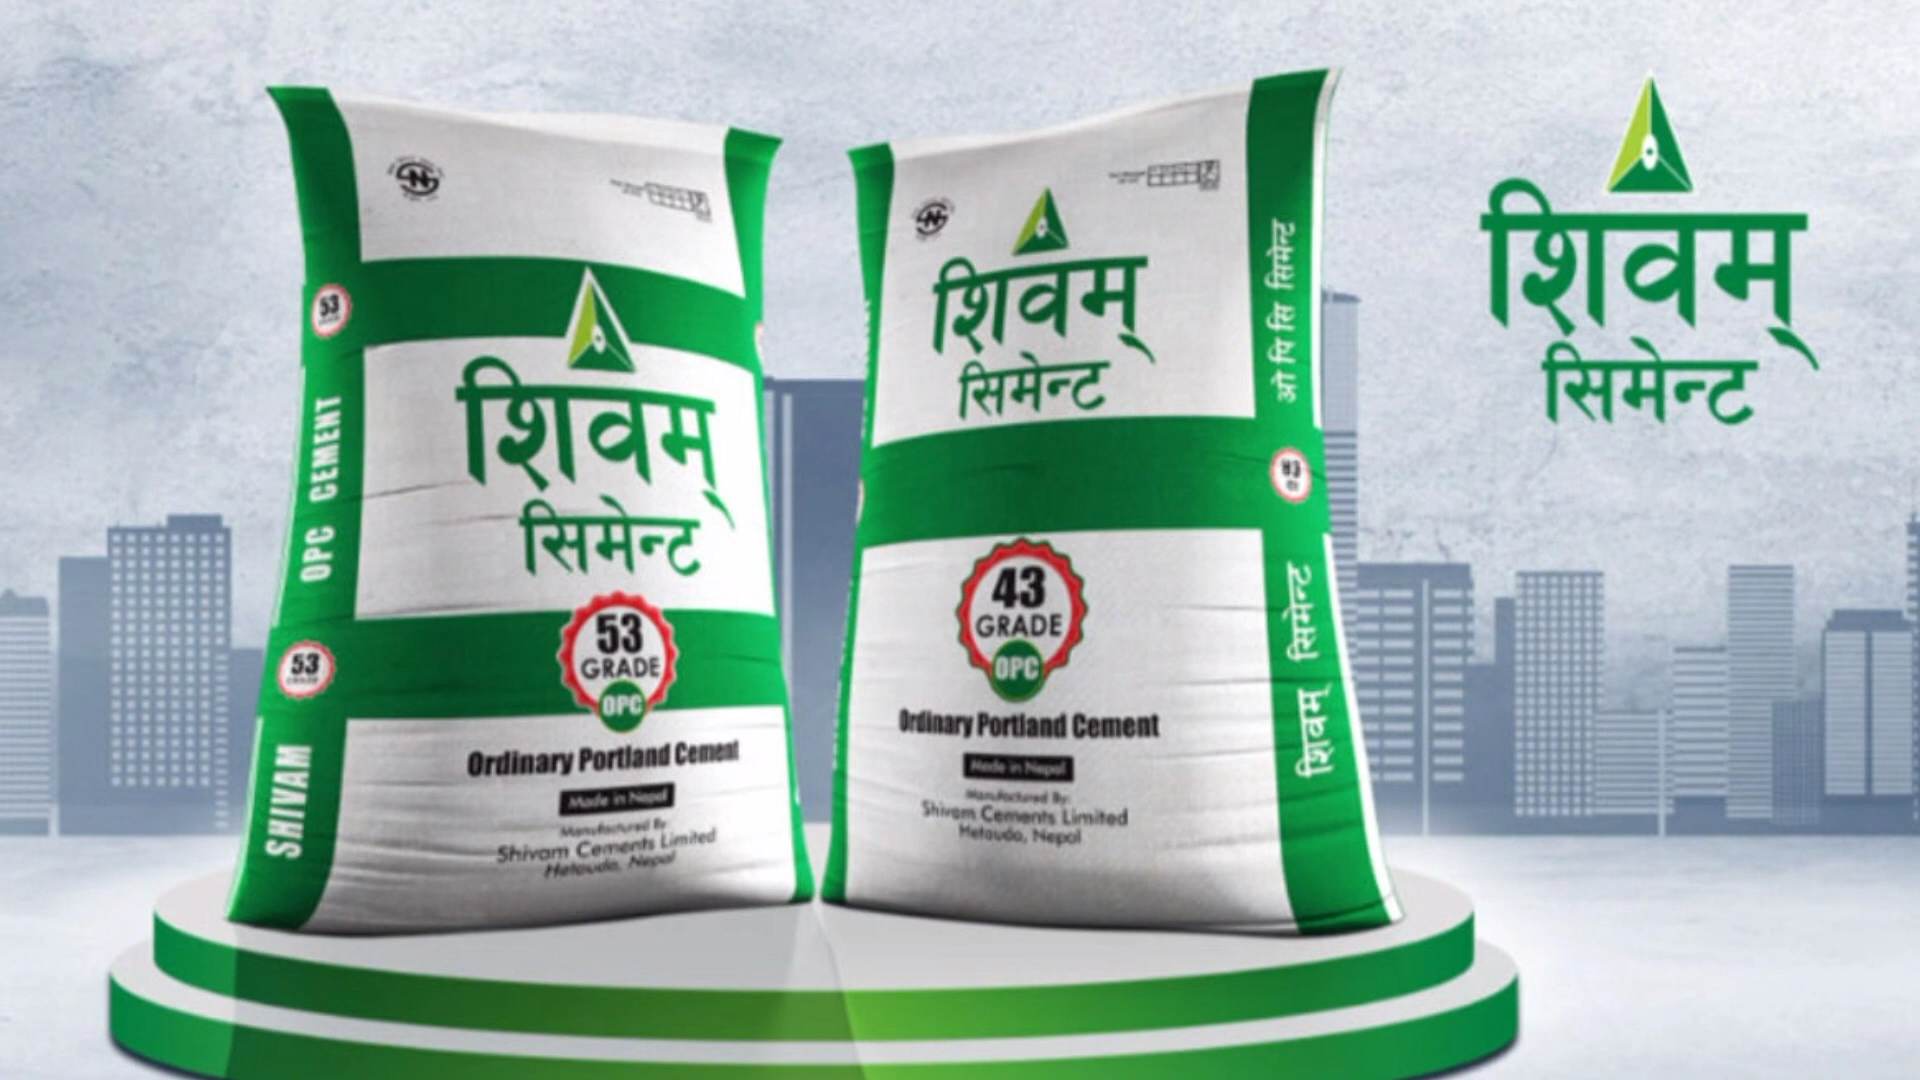 53
OPC CEMENT
53
SHIVAM
शिवम्
सिमेन्ट
53
GRADE
OPC
Ordinary Portland Cement
Made in Nepal
Manufactured By:
Shivam Cements Limited
Hetauda, Nepal
शिवम्
सिमेन्ट
43
GRADE
OPC
Ordinary Portland Cement
Made in Nepal
Manufactured By:
Shivam Cements Limited
Hetauda, Nepal
ओ पि सि सिमेन्ट
४३
शिवम् सिमेन्ट
शिवम्
सिमेन्ट